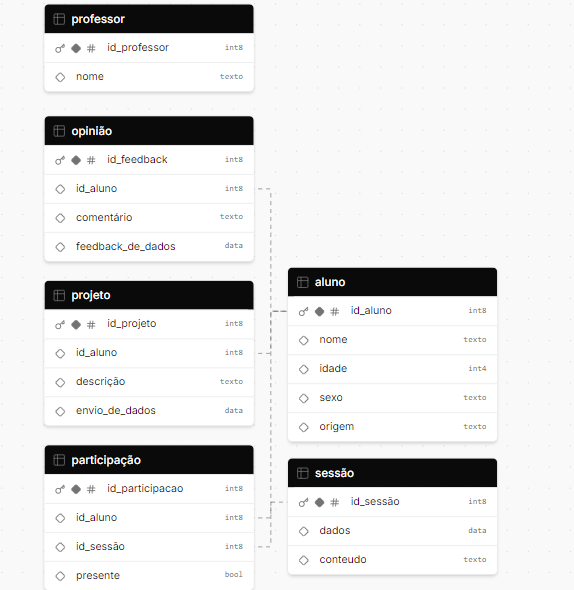 professor
# id_professor int8
nome texto
opinião
# id_feedback int8
id_aluno int8
comentário texto
feedback_de_dados data
projeto
# id_projeto int8
id_aluno int8
descrição texto
envio_de_dados data
participação
# id_participacao int8
id_aluno int8
id_sessão int8
presente bool
aluno
# id_aluno int8
nome texto
idade int4
sexo texto
origem texto
sessão
# id_sessão int8
dados data
conteudo texto